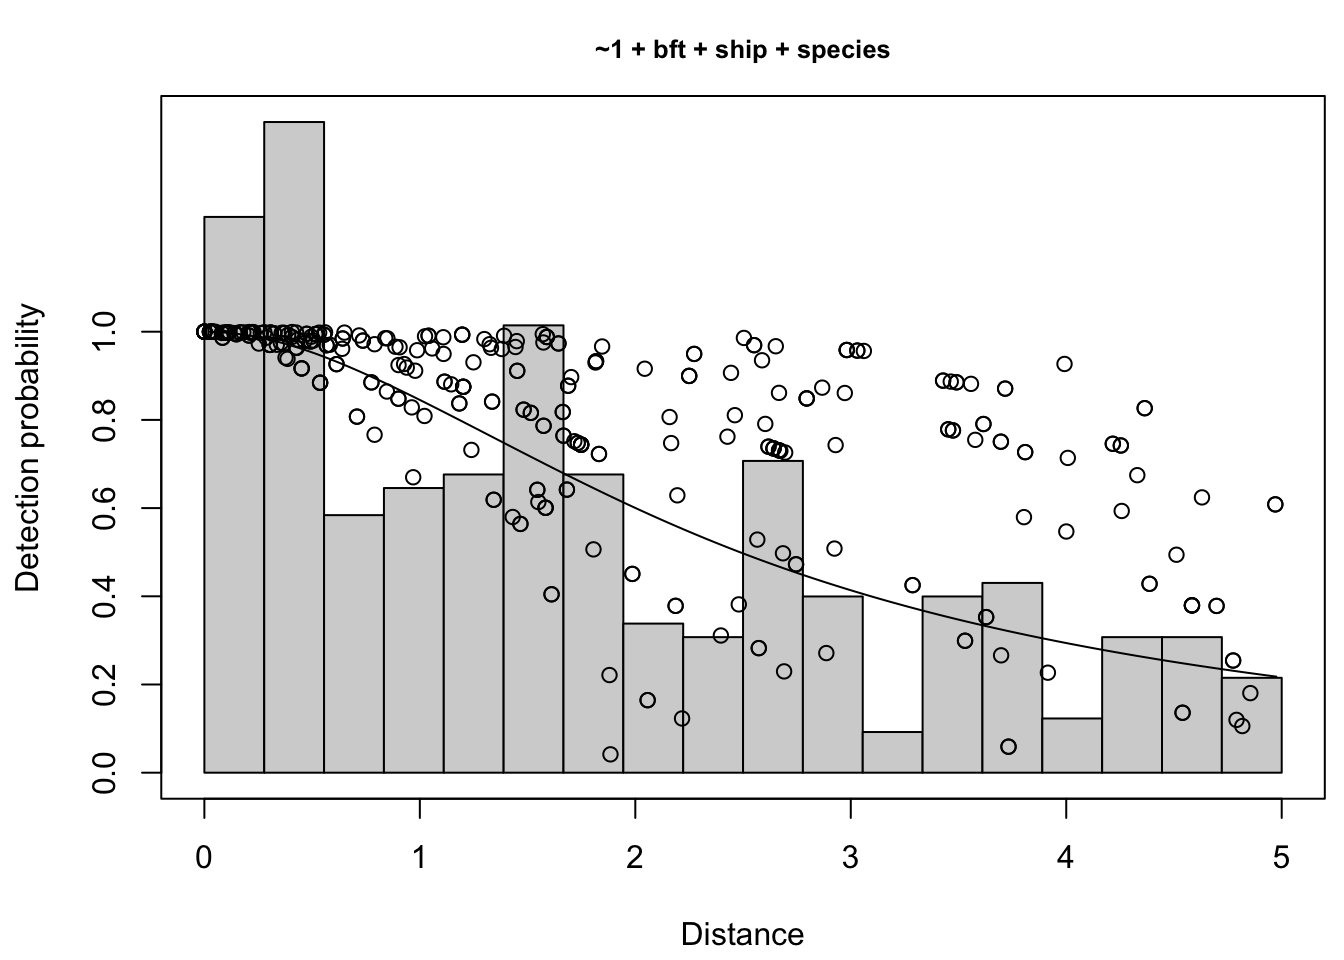 ~1 + bft + ship + species
Detection probability
1.0
0.8
0.6
0.4
0.2
0.0
0 1 2 3 4 5
Distance